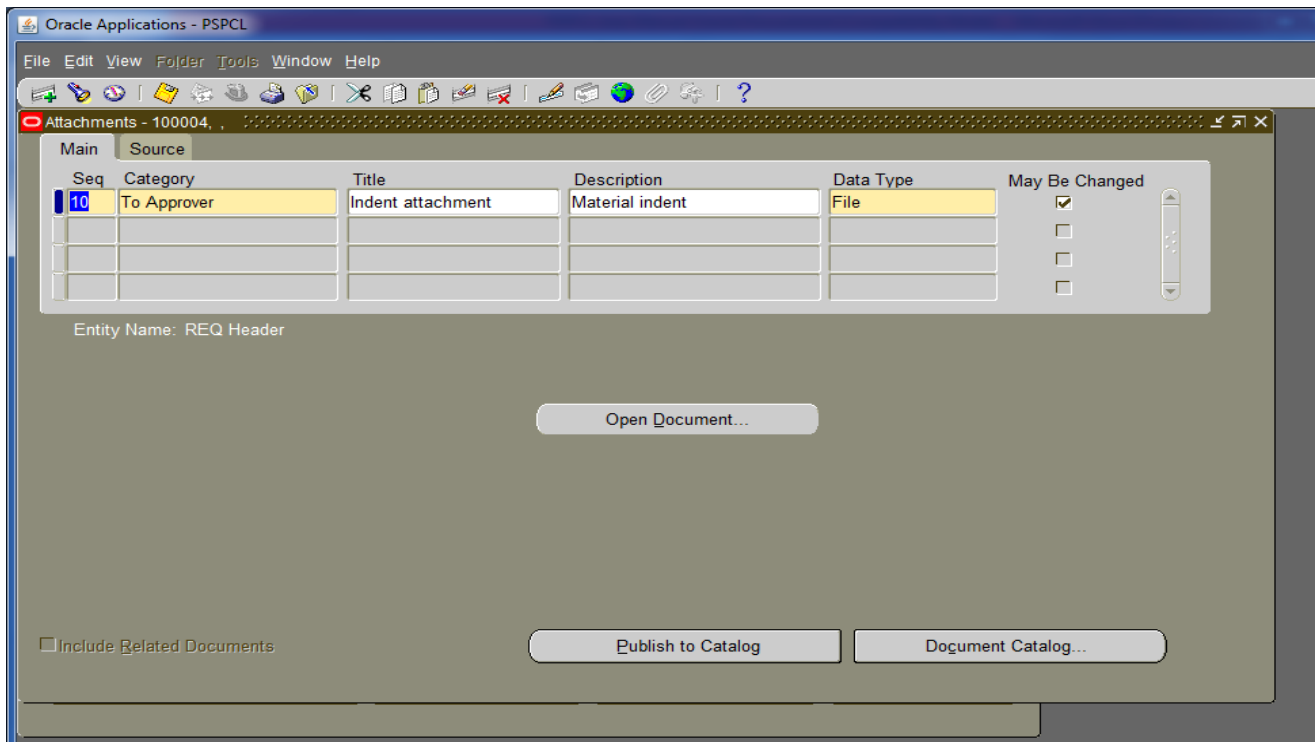 Oracle Applications - PSPCL
File Edit View Folder Tools Window Help
Attachments - 100004, ,
Main Source
Seq Category Title Description Data Type May Be Changed
10 To Approver Indent attachment Material indent File
Entity Name: REQ Header
Open Document...
Include Related Documents Publish to Catalog Document Catalog...